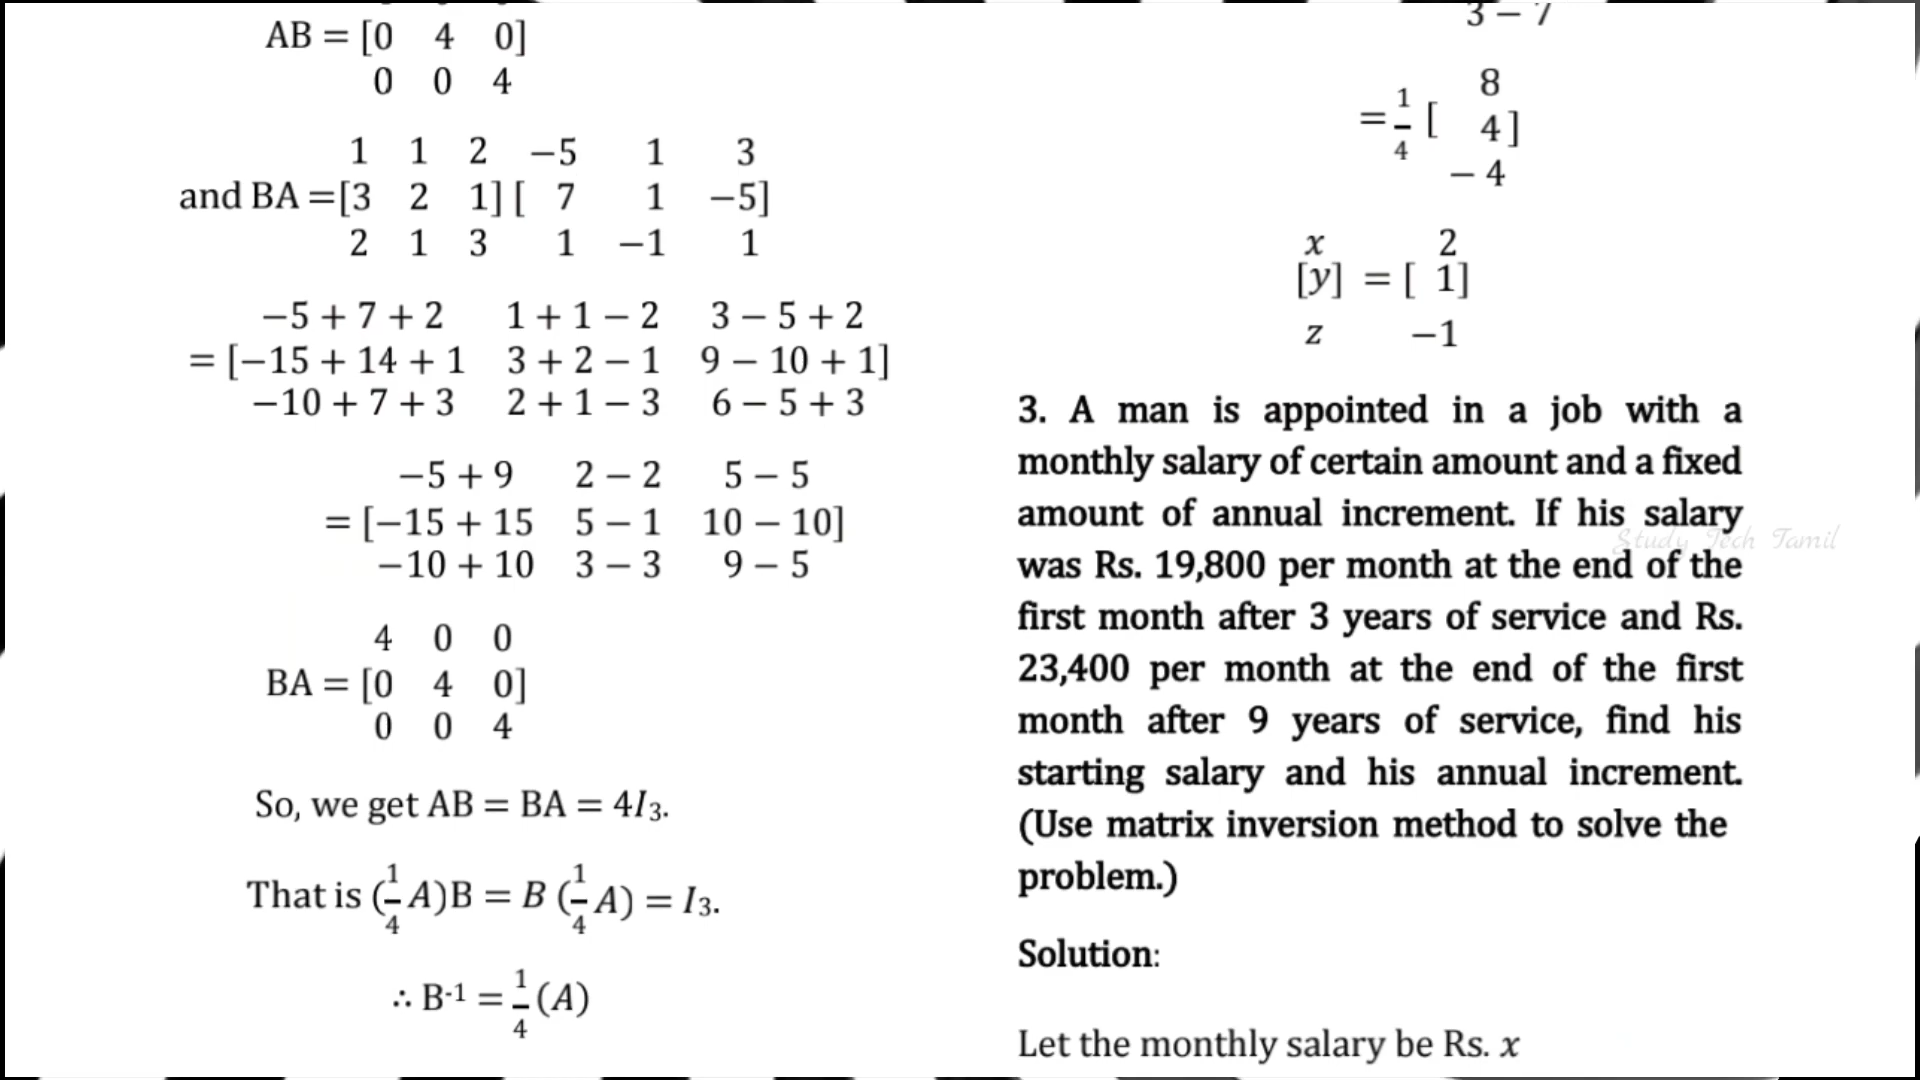 AB = [0 4 0]
0 0 4
1 1 2 −5 1 3
and BA =[3 2 1] [ 7 1 −5]
2 1 3 1 −1 1
−5 + 7 + 2 1 + 1 − 2 3 − 5 + 2
= [−15 + 14 + 1 3 + 2 − 1 9 − 10 + 1]
−10 + 7 + 3 2 + 1 − 3 6 − 5 + 3
−5 + 9 2 − 2 5 − 5
= [−15 + 15 5 − 1 10 − 10]
−10 + 10 3 − 3 9 − 5
4 0 0
BA = [0 4 0]
0 0 4
So, we get AB = BA = 4I₃.
That is (1/4 A)B = B (1/4 A) = I₃.
∴ B⁻¹ = 1/4 (A)
3 − 7
8
= 1/4 [ 4]
− 4
x 2
[y] = [ 1]
z −1
3. A man is appointed in a job with a
monthly salary of certain amount and a fixed
amount of annual increment. If his salary
was Rs. 19,800 per month at the end of the
first month after 3 years of service and Rs.
23,400 per month at the end of the first
month after 9 years of service, find his
starting salary and his annual increment.
(Use matrix inversion method to solve the
problem.)
Solution:
Let the monthly salary be Rs. x
Study Tech Tamil